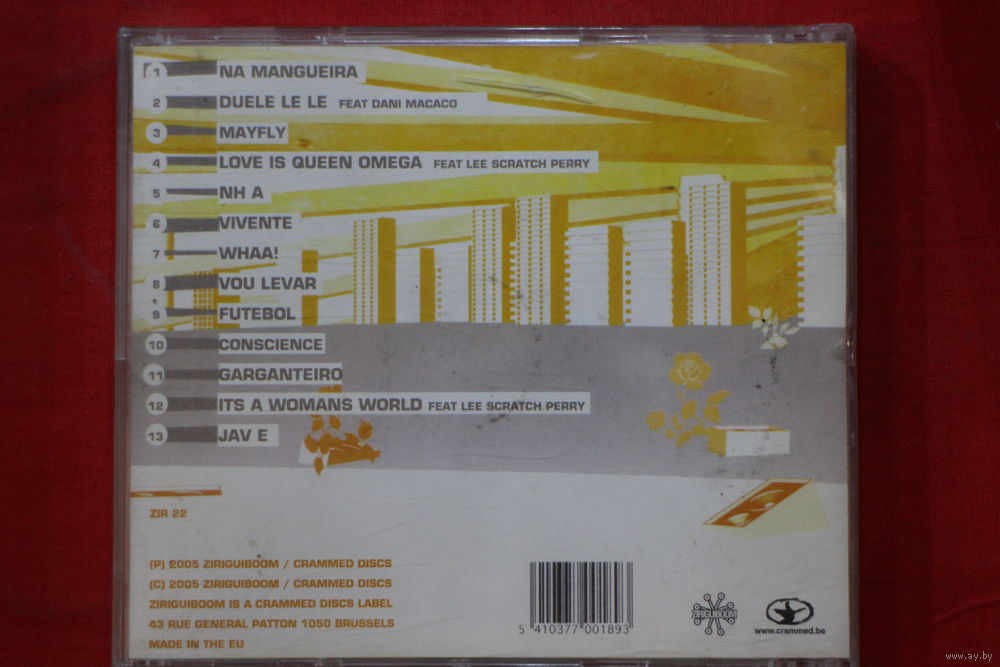 1 NA MANGUEIRA
2 DUELE LE LE FEAT DANI MACACO
3 MAYFLY
4 LOVE IS QUEEN OMEGA FEAT LEE SCRATCH PERRY
5 NH A
6 VIVENTE
7 WHAA!
8 VOU LEVAR
9 FUTEBOL
10 CONSCIENCE
11 GARGANTEIRO
12 ITS A WOMANS WORLD FEAT LEE SCRATCH PERRY
13 JAV E
ZIR 22
(P) 2005 ZIRIGUIBOOM / CRAMMED DISCS
(C) 2005 ZIRIGUIBOOM / CRAMMED DISCS
ZIRIGUIBOOM IS A CRAMMED DISCS LABEL
43 RUE GENERAL PATTON 1050 BRUSSELS
MADE IN THE EU
5 410377 001893
ZIRIGUIBOOM
www.crammed.be
www.ay.by